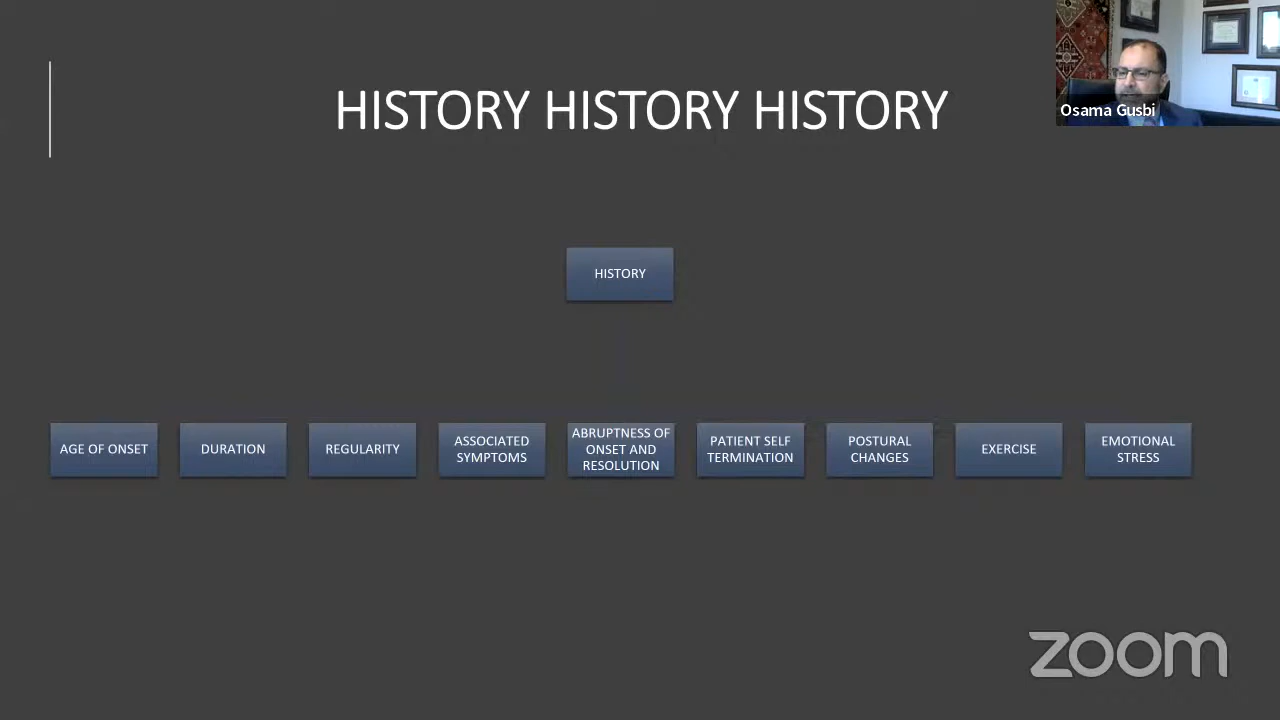 HISTORY HISTORY HISTORY
Osama Gusbi
HISTORY
AGE OF ONSET
DURATION
REGULARITY
ASSOCIATED
SYMPTOMS
ABRUPTNESS OF
ONSET AND
RESOLUTION
PATIENT SELF
TERMINATION
POSTURAL
CHANGES
EXERCISE
EMOTIONAL
STRESS
zoom